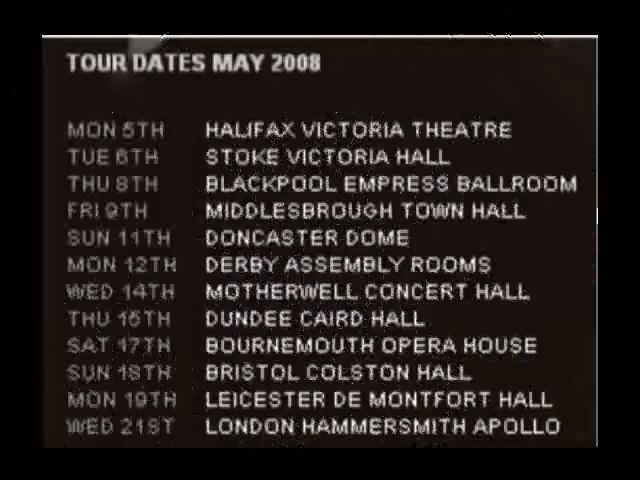 TOUR DATES MAY 2008
MON 5TH HALIFAX VICTORIA THEATRE
TUE 6TH STOKE VICTORIA HALL
THU 8TH BLACKPOOL EMPRESS BALLROOM
FRI 9TH MIDDLESBROUGH TOWN HALL
SUN 11TH DONCASTER DOME
MON 12TH DERBY ASSEMBLY ROOMS
WED 14TH MOTHERWELL CONCERT HALL
THU 15TH DUNDEE CAIRD HALL
SAT 17TH BOURNEMOUTH OPERA HOUSE
SUN 18TH BRISTOL COLSTON HALL
MON 19TH LEICESTER DE MONTFORT HALL
WED 21ST LONDON HAMMERSMITH APOLLO